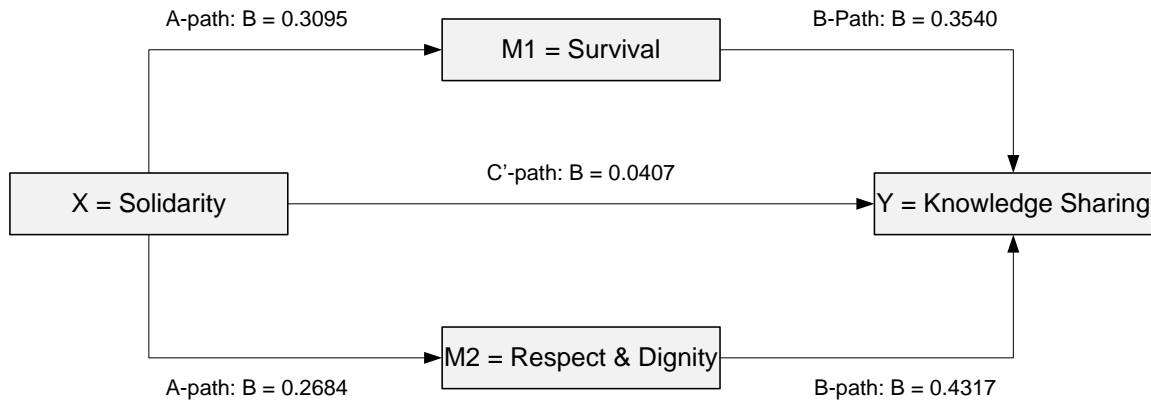 A-path: B = 0.3095
B-Path: B = 0.3540
M1 = Survival
C’-path: B = 0.0407
X = Solidarity
Y = Knowledge Sharing
M2 = Respect & Dignity
A-path: B = 0.2684
B-path: B = 0.4317